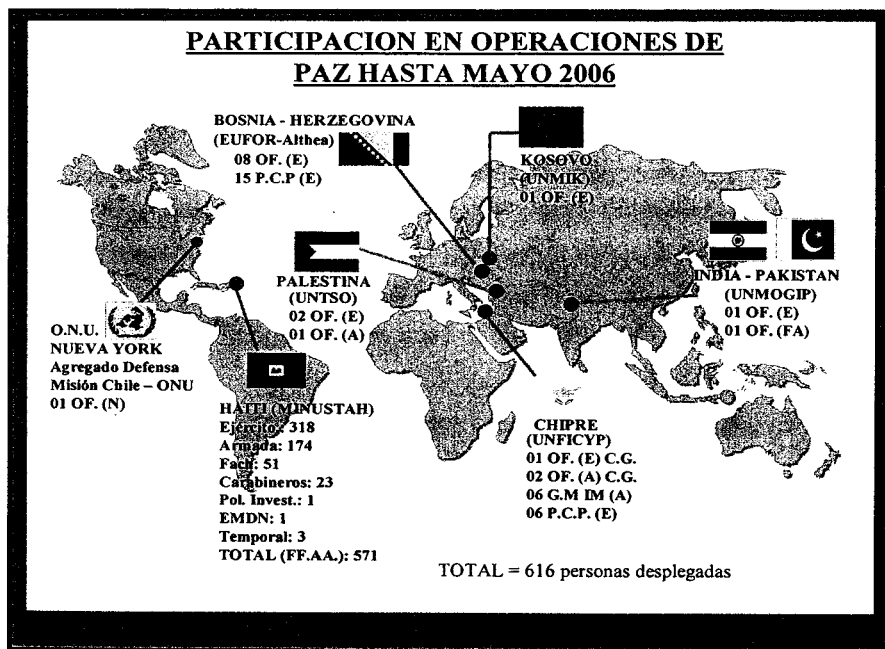 PARTICIPACION EN OPERACIONES DE
PAZ HASTA MAYO 2006
BOSNIA - HERZEGOVINA
(EUFOR-Althea)
08 OF. (E)
15 P.C.P (E)
KOSOVO
(UNMIK)
01 OF. (E)
PALESTINA
(UNTSO)
02 OF. (E)
01 OF. (A)
INDIA - PAKISTAN
(UNMOGIP)
01 OF. (E)
01 OF. (FA)
O.N.U.
NUEVA YORK
Agregado Defensa
Misión Chile – ONU
01 OF. (N)
HAITI (MINUSTAH)
Ejército: 318
Armada: 174
Fach: 51
Carabineros: 23
Pol. Invest.: 1
EMDN: 1
Temporal: 3
TOTAL (FF.AA.): 571
CHIPRE
(UNFICYP)
01 OF. (E) C.G.
02 OF. (A) C.G.
06 G.M IM (A)
06 P.C.P. (E)
TOTAL = 616 personas desplegadas